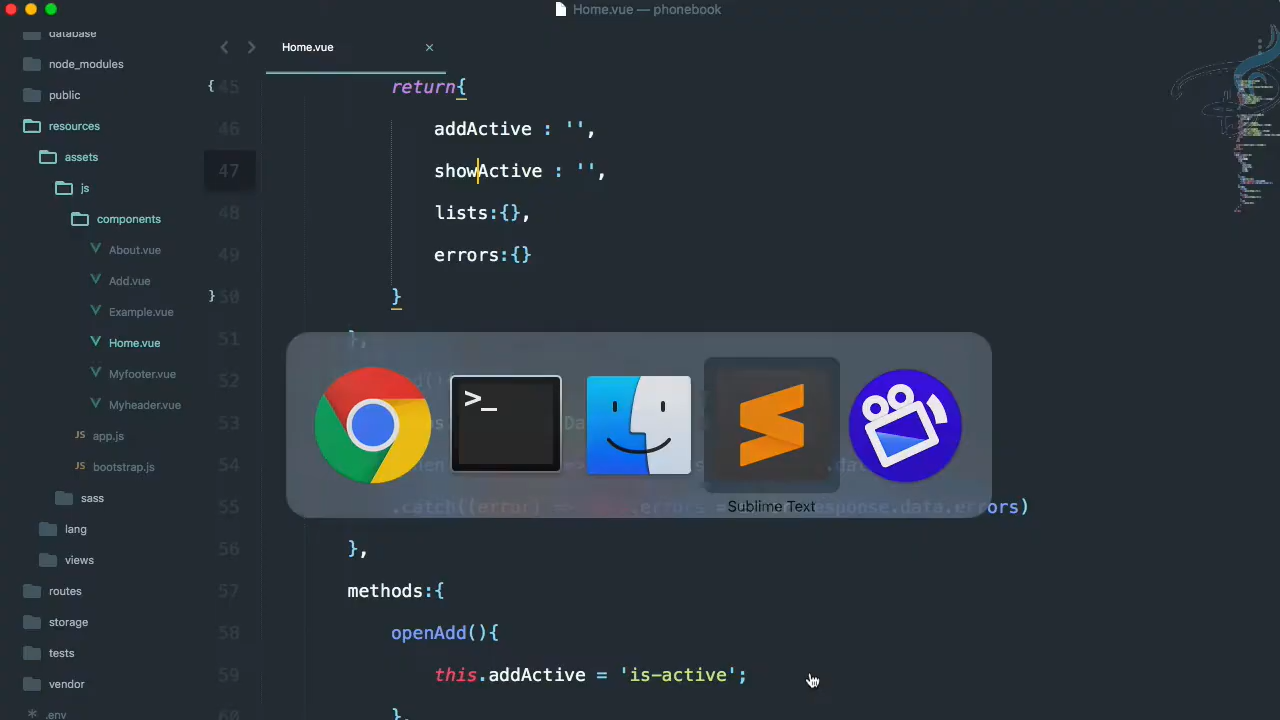 Home.vue — phonebook
database
node_modules
public
resources
assets
js
components
About.vue
Add.vue
Example.vue
Home.vue
Myfooter.vue
Myheader.vue
JS app.js
JS bootstrap.js
sass
lang
views
routes
storage
tests
vendor
.env
Home.vue ×
{ 45 return{
46 addActive : '',
47 showActive : '',
48 lists:{},
49 errors:{}
} 50 }
51 },
52 (){
53
54 =>
55 .catch((error) => .errors = response.data.errors)
56 },
57 methods:{
58 openAdd(){
59 this.addActive = 'is-active';
60 },
>_
Sublime Text